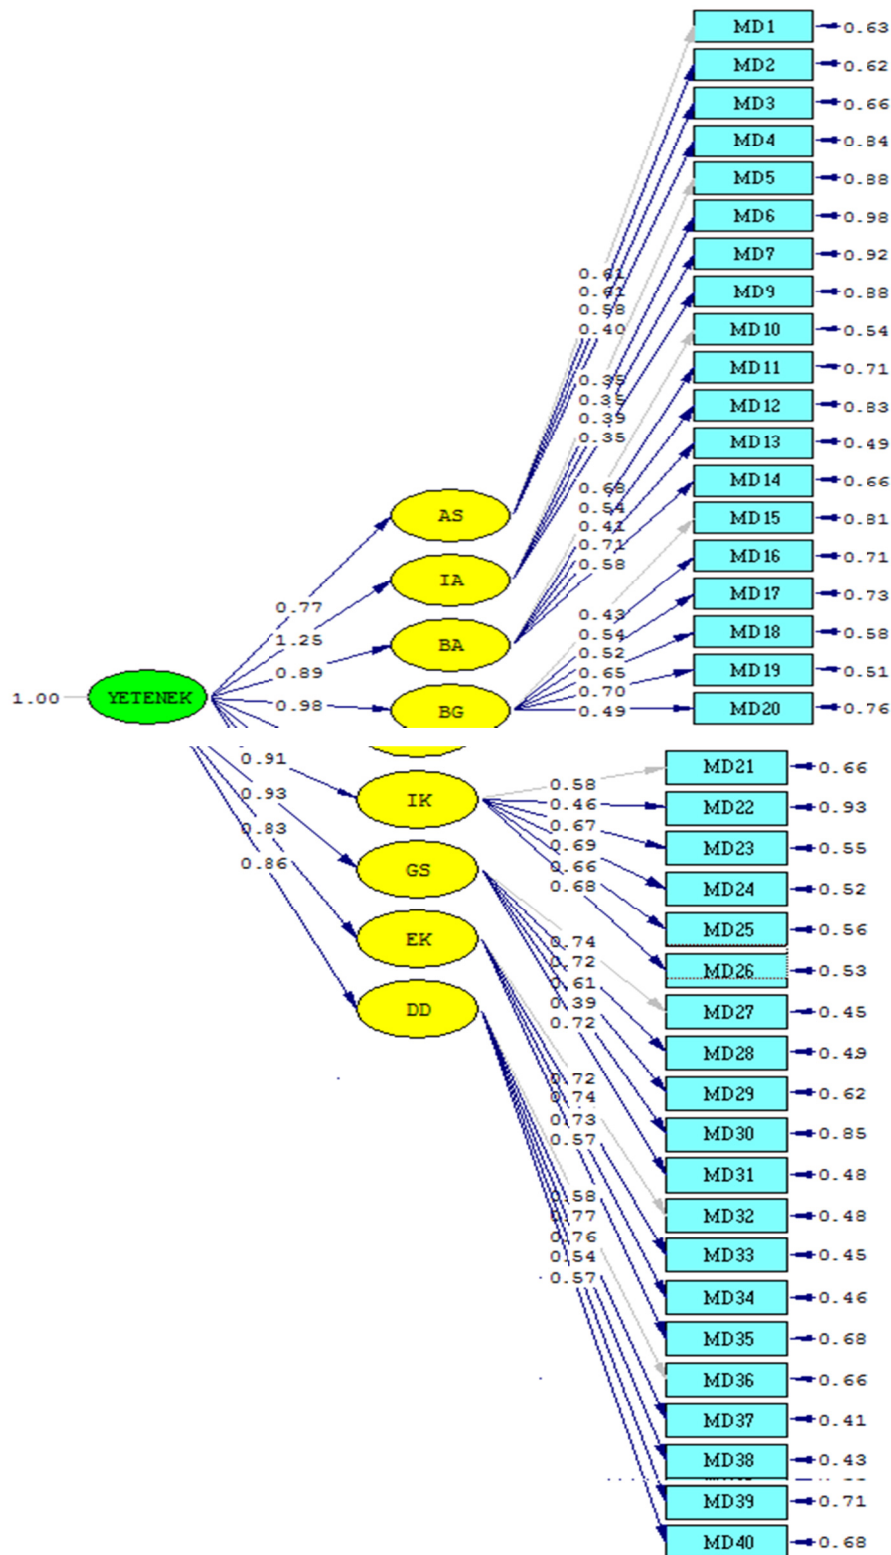 MD1 0.63
MD2 0.62
MD3 0.66
MD4 0.84
MD5 0.88
MD6 0.98
MD7 0.92
MD9 0.88
MD10 0.54
MD11 0.71
MD12 0.83
MD13 0.49
MD14 0.66
MD15 0.81
MD16 0.71
MD17 0.73
MD18 0.58
MD19 0.51
MD20 0.76
0.61
0.61
0.58
0.40
0.35
0.35
0.39
0.35
0.68
0.54
0.41
0.71
0.58
0.43
0.54
0.52
0.65
0.70
0.49
AS
IA
BA
BG
0.77
1.25
0.89
0.98
1.00 YETENEK
0.91
0.93
0.83
0.86
IK
GS
EK
DD
0.58
0.46
0.67
0.69
0.66
0.68
0.74
0.72
0.61
0.39
0.72
0.72
0.74
0.73
0.57
0.58
0.77
0.76
0.54
0.57
MD21 0.66
MD22 0.93
MD23 0.55
MD24 0.52
MD25 0.56
MD26 0.53
MD27 0.45
MD28 0.49
MD29 0.62
MD30 0.85
MD31 0.48
MD32 0.48
MD33 0.45
MD34 0.46
MD35 0.68
MD36 0.66
MD37 0.41
MD38 0.43
MD39 0.71
MD40 0.68